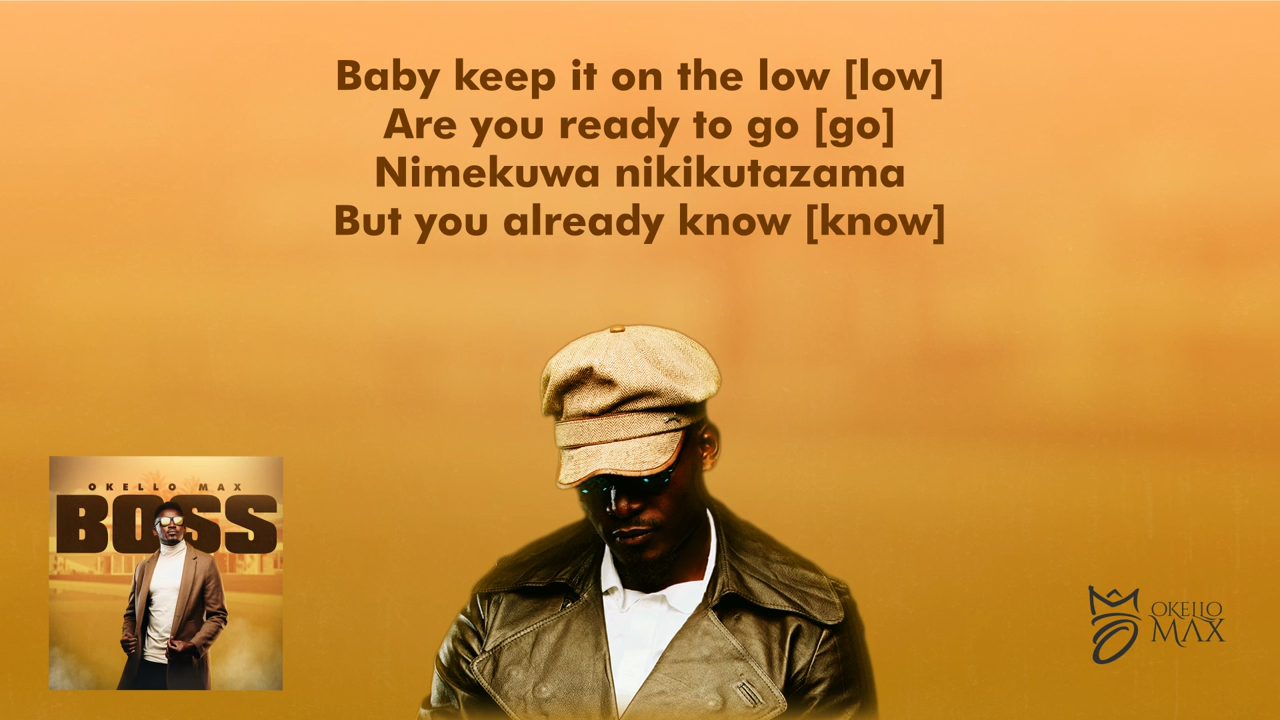 Baby keep it on the low [low]
Are you ready to go [go]
Nimekuwa nikikutazama
But you already know [know]
OKELLO MAX
BOSS
OKELLO
MAX